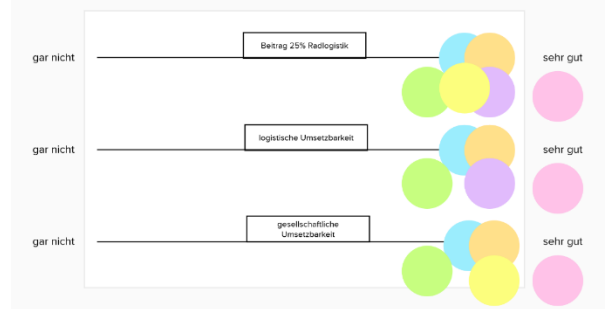 Beitrag 25% Radlogistik
gar nicht
sehr gut
logistische Umsetzbarkeit
gar nicht
sehr gut
gesellschaftliche
Umsetzbarkeit
gar nicht
sehr gut